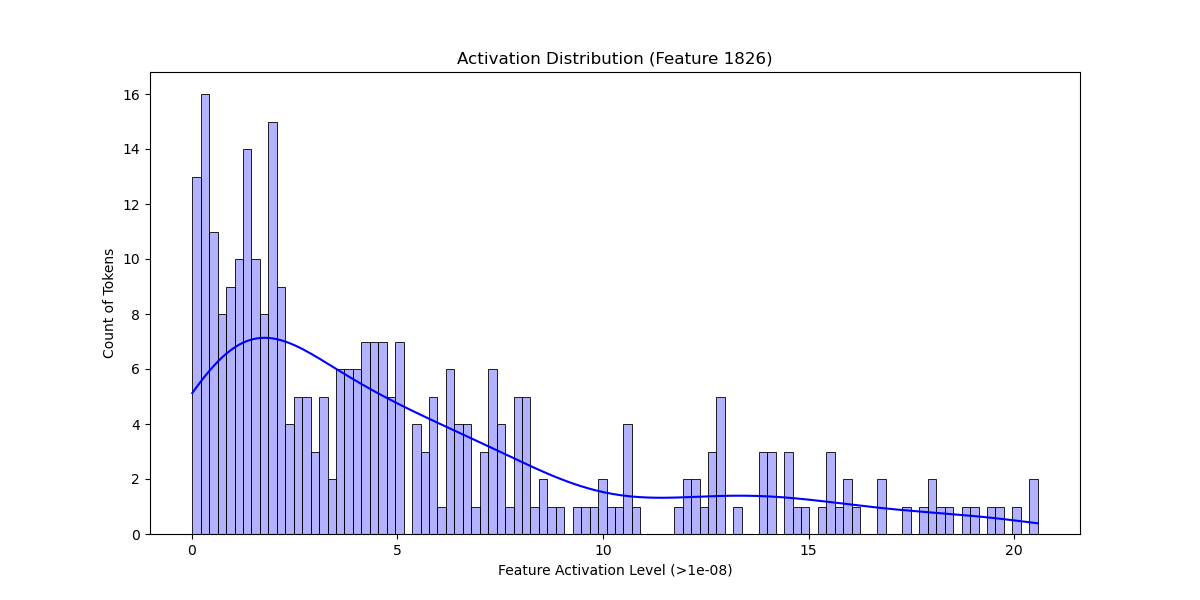 Activation Distribution (Feature 1826)
16
14
12
10
8
6
4
2
0
Count of Tokens
0 5 10 15 20
Feature Activation Level (>1e-08)